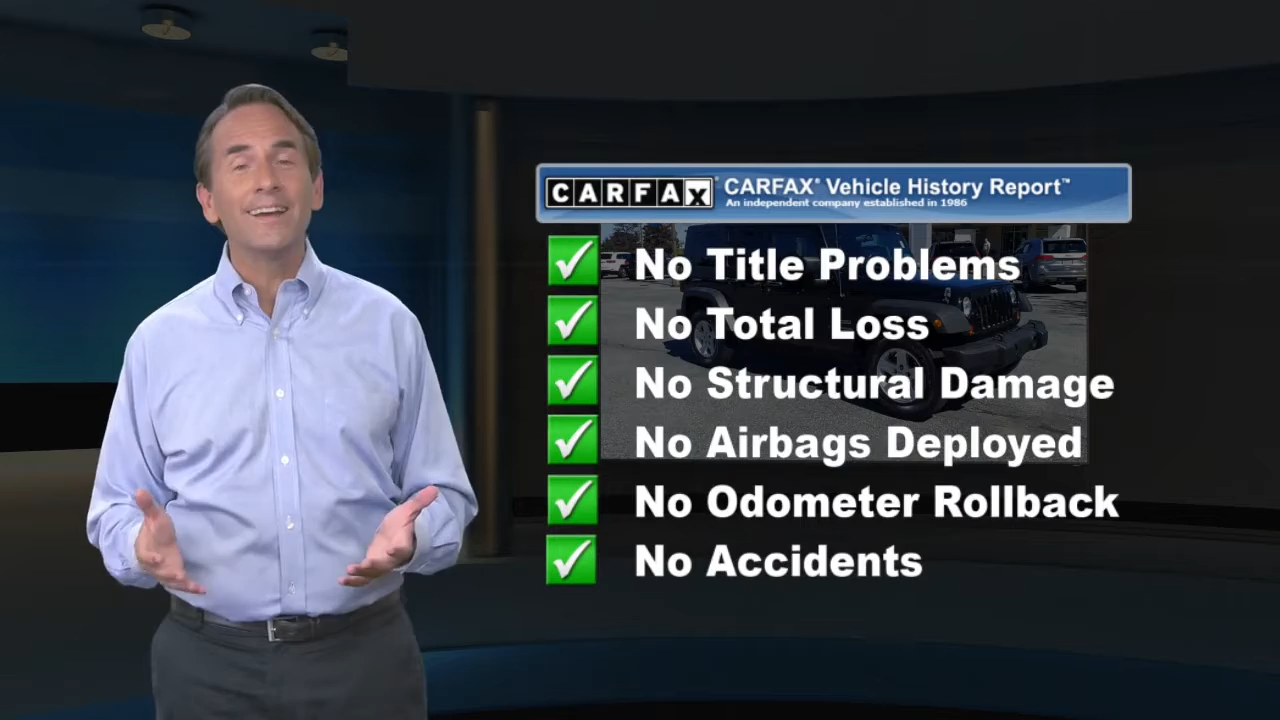 CARFAX® CARFAX® Vehicle History Report™
An independent company established in 1986
No Title Problems
No Total Loss
No Structural Damage
No Airbags Deployed
No Odometer Rollback
No Accidents